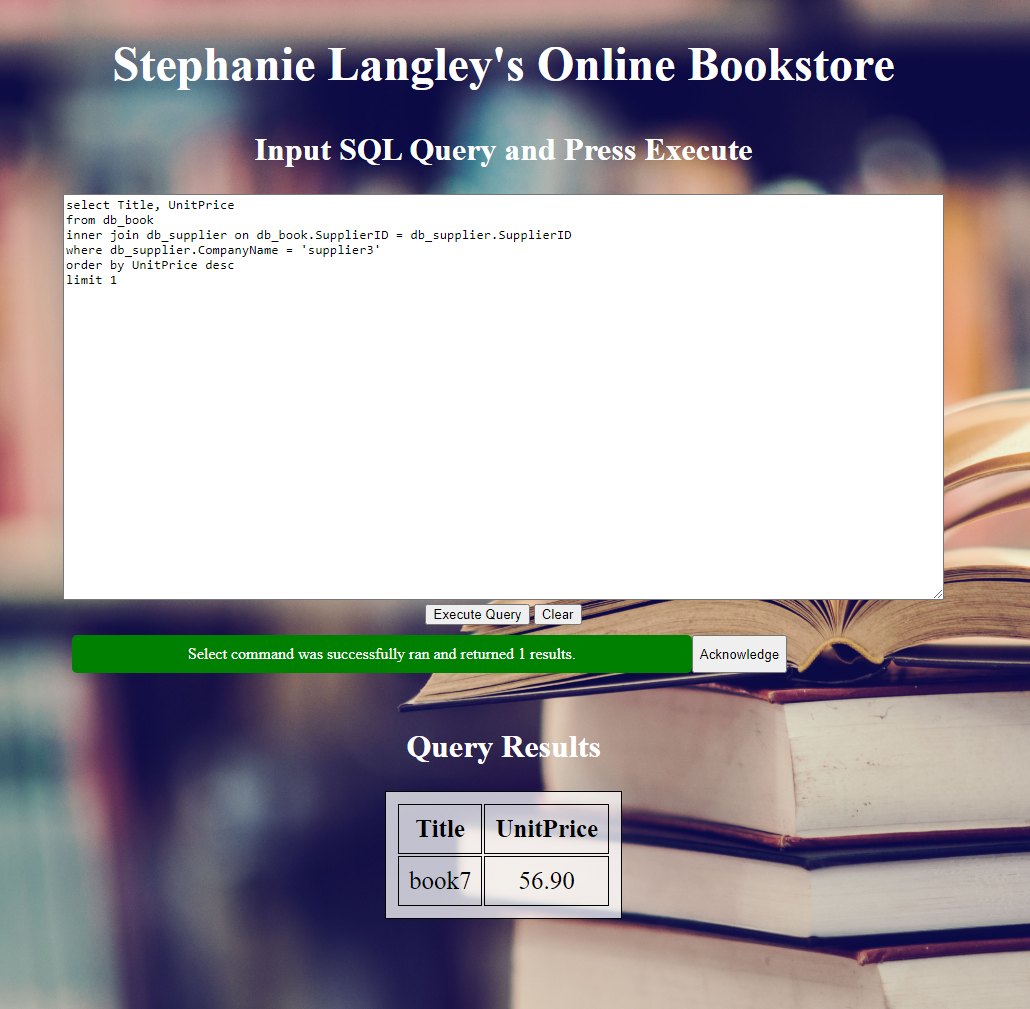 Stephanie Langley's Online Bookstore
Input SQL Query and Press Execute
select Title, UnitPrice
from db_book
inner join db_supplier on db_book.SupplierID = db_supplier.SupplierID
where db_supplier.CompanyName = 'supplier3'
order by UnitPrice desc
limit 1
Execute Query Clear
Select command was successfully ran and returned 1 results. Acknowledge
Query Results
Title UnitPrice
book7 56.90